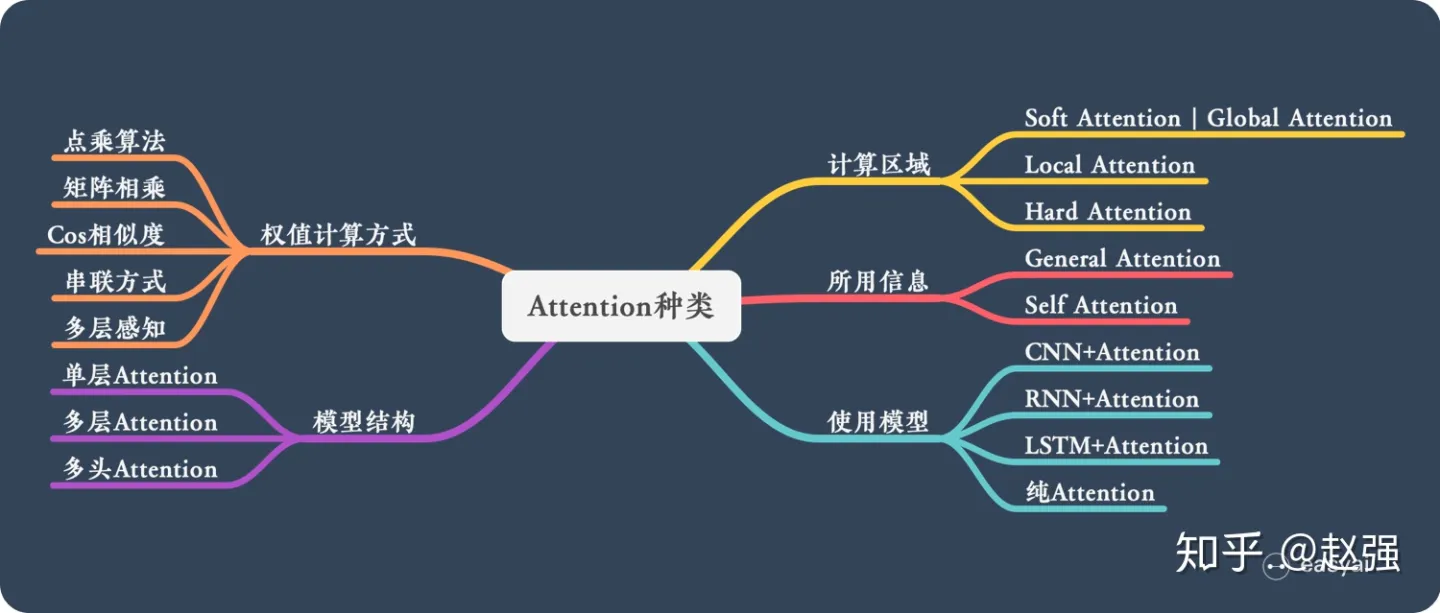 Attention种类
权值计算方式
点乘算法
矩阵相乘
Cos相似度
串联方式
多层感知
模型结构
单层Attention
多层Attention
多头Attention
计算区域
Soft Attention | Global Attention
Local Attention
Hard Attention
所用信息
General Attention
Self Attention
使用模型
CNN+Attention
RNN+Attention
LSTM+Attention
纯Attention
知乎 @赵强